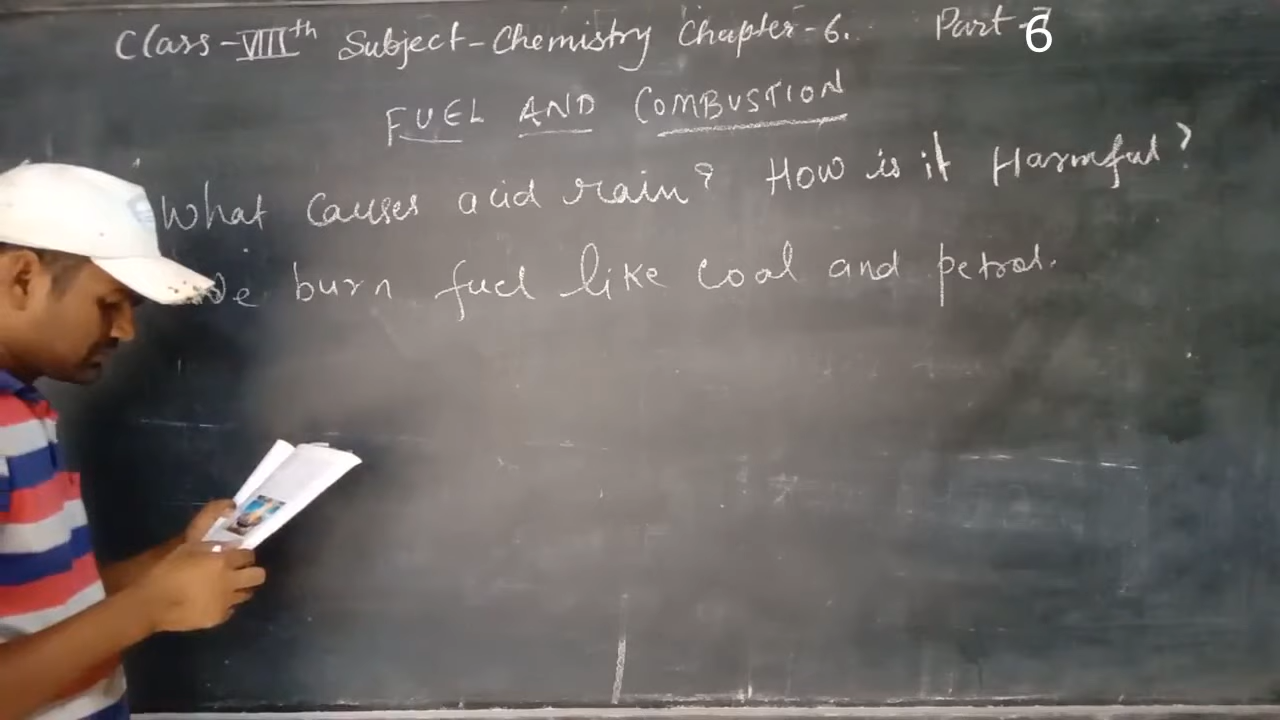 Class-VIIIth Subject-Chemistry Chapter-6. Part-6
FUEL AND COMBUSTION
What causes acid rain? How is it Harmful?
burn fuel like coal and petrol.